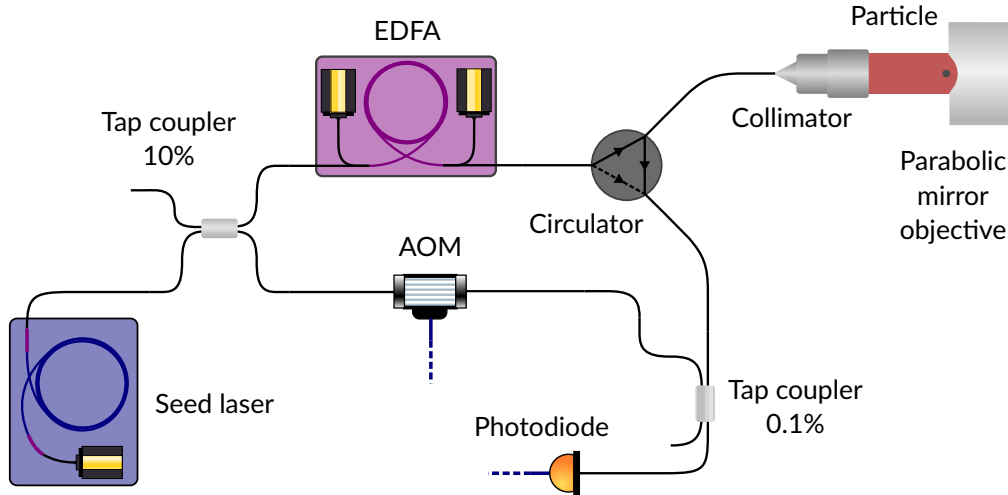 EDFA
Particle
Tap coupler
10%
Collimator
Circulator
Parabolic
mirror
objective
AOM
Seed laser
Tap coupler
0.1%
Photodiode